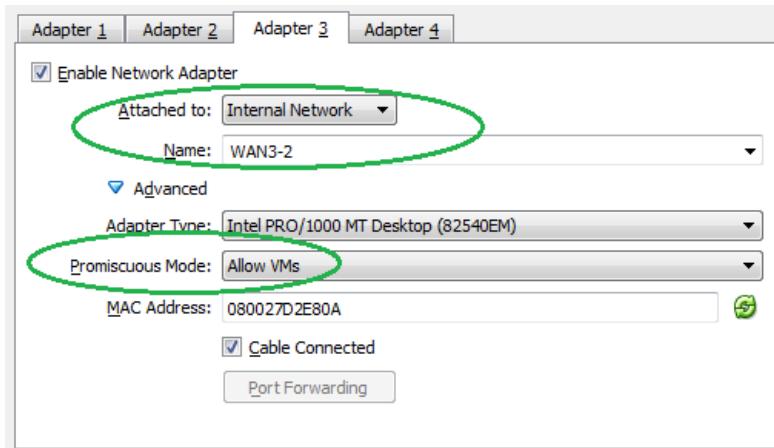 Adapter 1 Adapter 2 Adapter 3 Adapter 4
Enable Network Adapter
Attached to: Internal Network
Name: WAN3-2
Advanced
Adapter Type: Intel PRO/1000 MT Desktop (82540EM)
Promiscuous Mode: Allow VMs
MAC Address: 080027D2E80A
Cable Connected
Port Forwarding